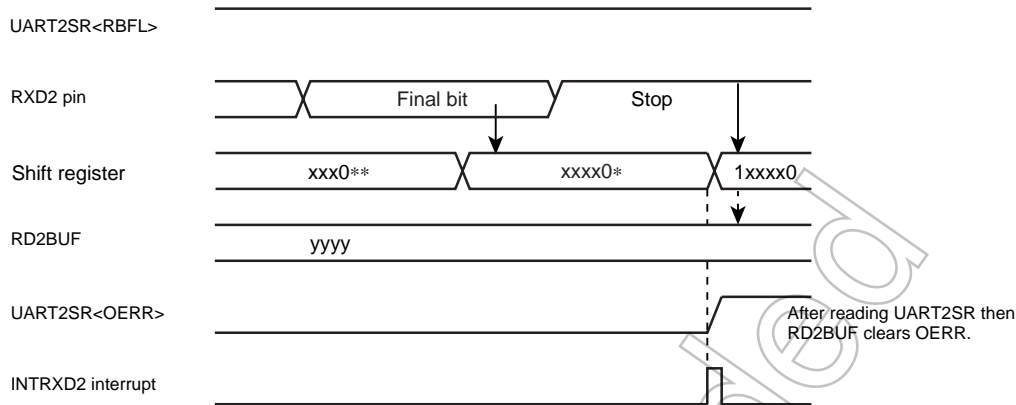 UART2SR<RBFL>
RXD2 pin Final bit Stop
Shift register xxx0** xxxx0* 1xxxx0
RD2BUF yyyy
UART2SR<OERR> After reading UART2SR then
RD2BUF clears OERR.
INTRXD2 interrupt